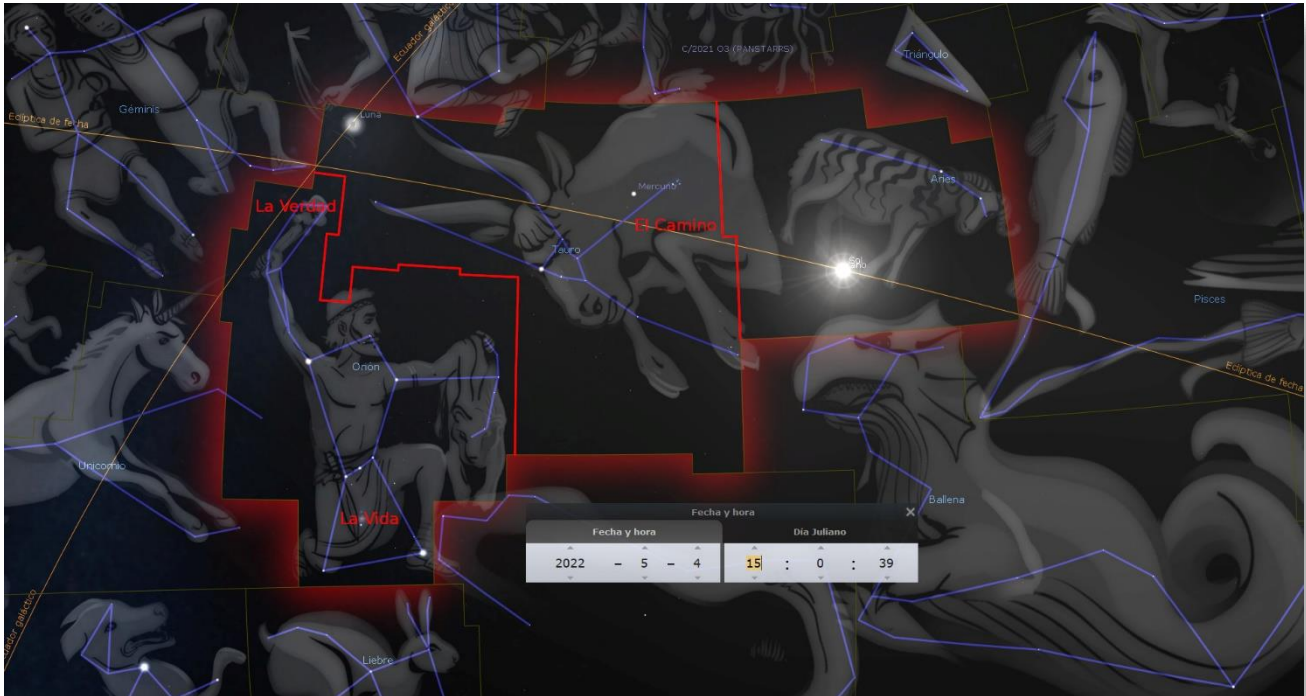 C/2021 O3 (PANSTARRS)
Ecuador galáctico
Triángulo
Géminis
Luna
Eclíptica de fecha
Mercurio
Aries
La Verdad
El Camino
Tauro
Sol
Pisces
Orión
Eclíptica de fecha
Unicornio
Ballena
La Vida
Fecha y hora
Fecha y hora
Día Juliano
2022 - 5 - 4 15 : 0 : 39
Ecuador galáctico
Liebre